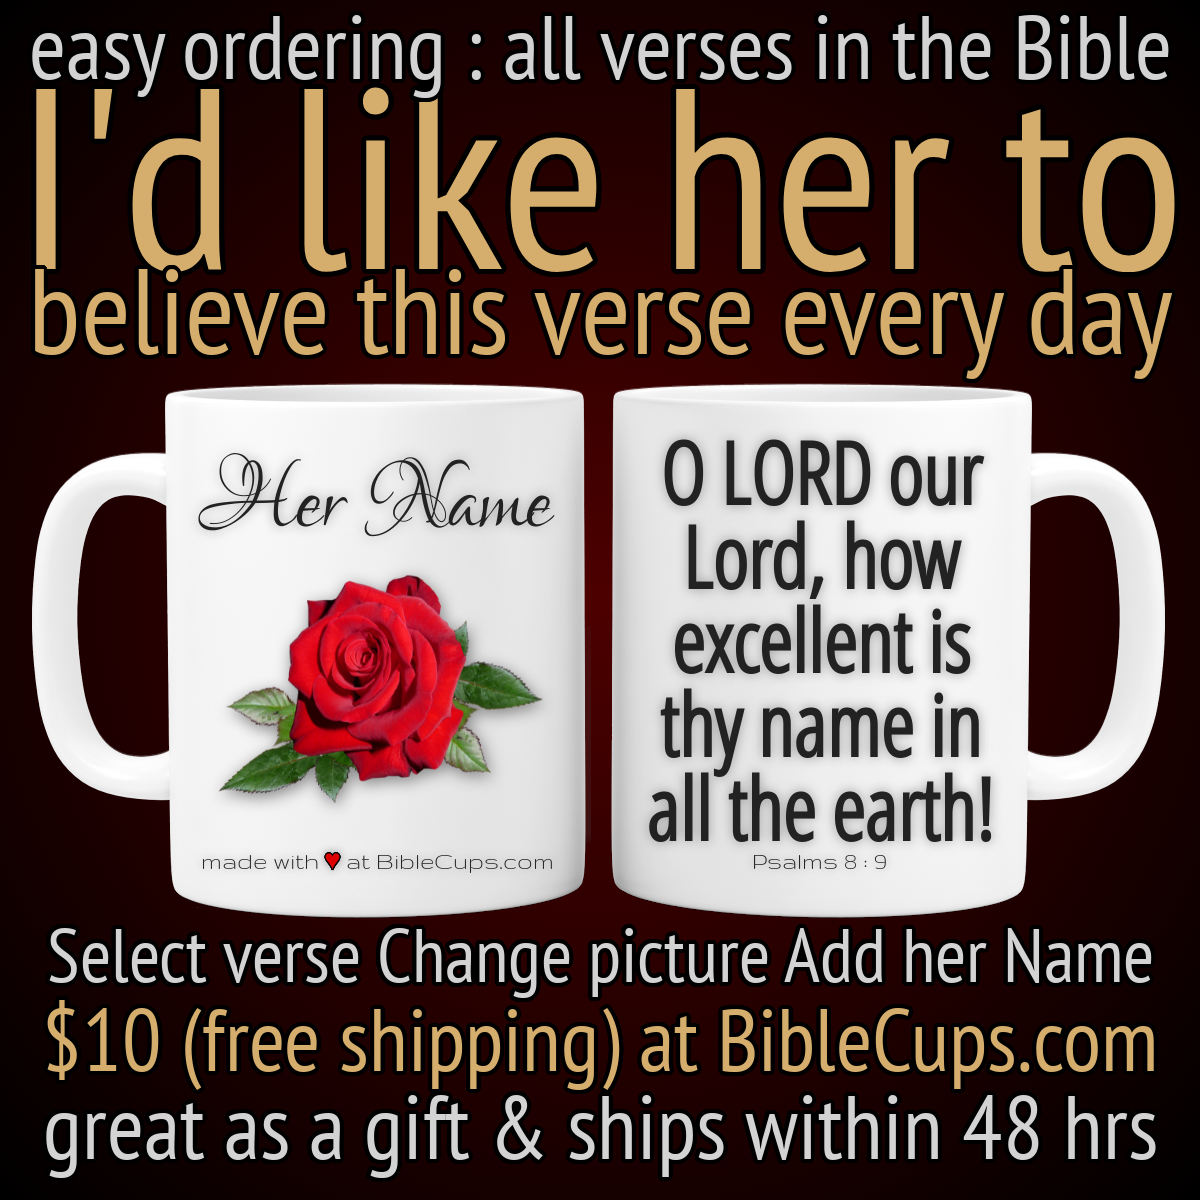 easy ordering : all verses in the Bible
I'd like her to
believe this verse every day
Her Name
made with ♥ at BibleCups.com
O LORD our
Lord, how
excellent is
thy name in
all the earth!
Psalms 8 : 9
Select verse Change picture Add her Name
$10 (free shipping) at BibleCups.com
great as a gift & ships within 48 hrs